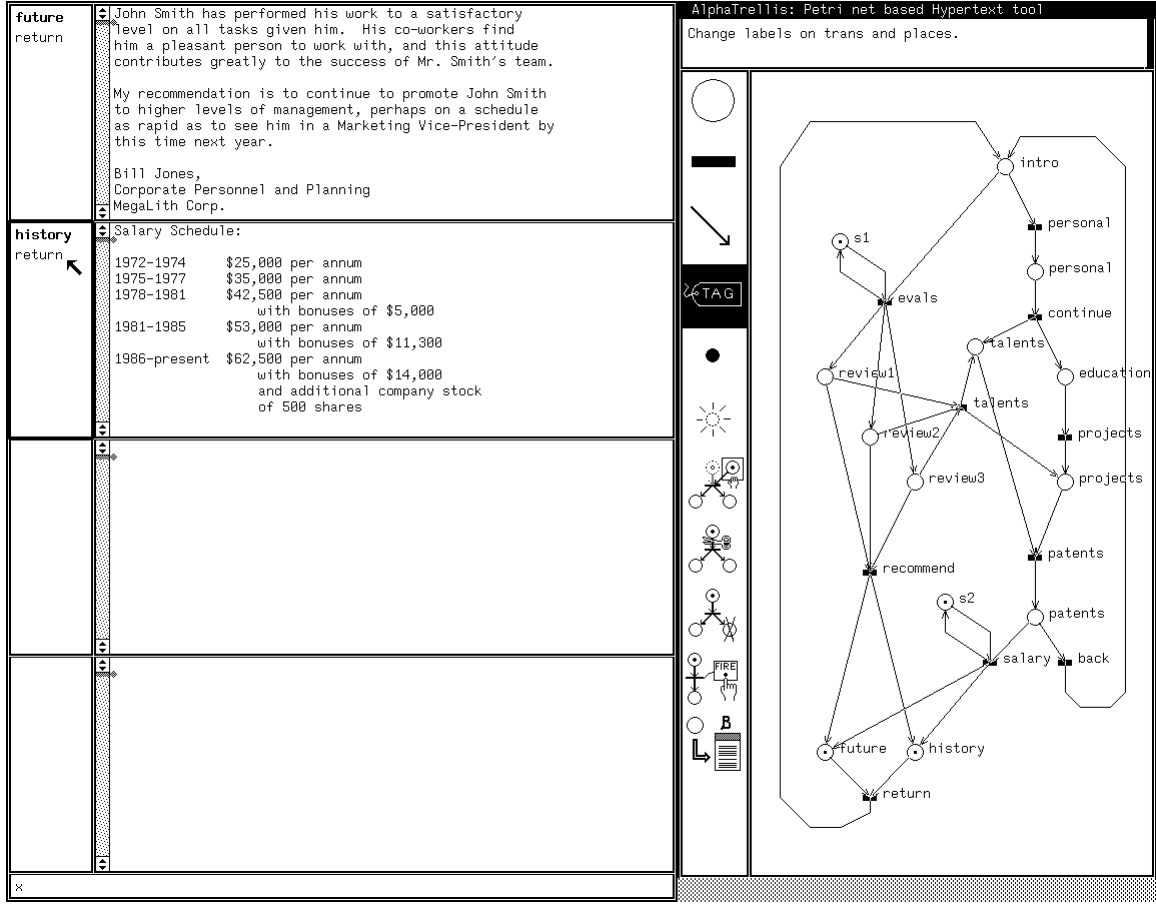 future
return
John Smith has performed his work to a satisfactory
level on all tasks given him.  His co-workers find
him a pleasant person to work with, and this attitude
contributes greatly to the success of Mr. Smith's team.
My recommendation is to continue to promote John Smith
to higher levels of management, perhaps on a schedule
as rapid as to see him in a Marketing Vice-President by
this time next year.
Bill Jones,
Corporate Personnel and Planning
MegaLith Corp.
history
return
Salary Schedule:
1972-1974 $25,000 per annum
1975-1977 $35,000 per annum
1978-1981 $42,500 per annum
with bonuses of $5,000
1981-1985 $53,000 per annum
with bonuses of $11,300
1986-present $62,500 per annum
with bonuses of $14,000
and additional company stock
of 500 shares
x
AlphaTrellis: Petri net based Hypertext tool
Change labels on trans and places.
TAG
FIRE
B
intro
personal
s1
personal
evals
continue
talents
review1
education
talents
review2
projects
review3
projects
patents
recommend
s2
patents
salary
back
future
history
return